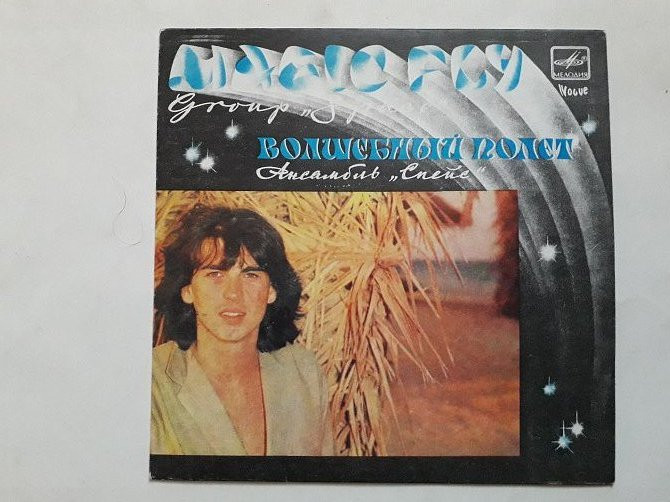 MAGIC FLY
Group „Space"
ВОЛШЕБНЫЙ ПОЛЕТ
Ансамбль „Спейс"
МЕЛОДИЯ
Vogue